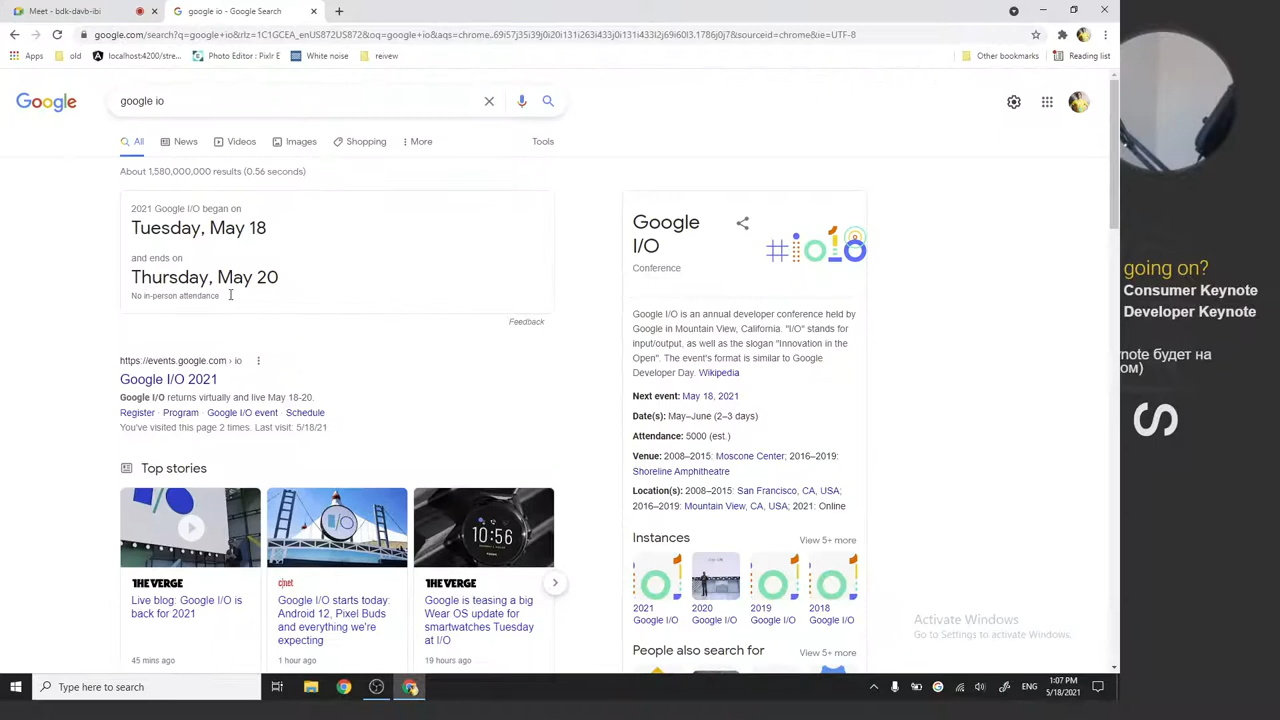 Meet - bdk-davb-ibi
google io - Google Search
google.com/search?q=google+io&rlz=1C1GCEA_enUS872US872&oq=google+io&aqs=chrome..69i57j35i39j0i20i131i263i433j0i131i433l2j69i60l3.1786j0j7&sourceid=chrome&ie=UTF-8
Apps
old
localhost/stre...
Photo Editor : Pixlr E
White noise
reivew
Other bookmarks
Reading list
Google
google io
All
News
Videos
Images
Shopping
More
Tools
About 1,580,000,000 results (0.56 seconds)
2021 Google I/O began on
Tuesday, May 18
and ends on
Thursday, May 20
No in-person attendance
Feedback
https://events.google.com › io
Google I/O 2021
Google I/O returns virtually and live May 18-20.
Register · Program · Google I/O event · Schedule
You've visited this page 2 times. Last visit: 5/18/21
Top stories
THE VERGE
Live blog: Google I/O is
back for 2021
45 mins ago
c|net
Google I/O starts today:
Android 12, Pixel Buds
and everything we're
expecting
1 hour ago
10:56
THE VERGE
Google is teasing a big
Wear OS update for
smartwatches Tuesday
at I/O
19 hours ago
Google
I/O
Conference
#io18
Google I/O is an annual developer conference held by
Google in Mountain View, California. "I/O" stands for
input/output, as well as the slogan "Innovation in the
Open". The event's format is similar to Google
Developer Day. Wikipedia
Next event: May 18, 2021
Date(s): May–June (2–3 days)
Attendance: 5000 (est.)
Venue: 2008–2015: Moscone Center; 2016–2019:
Shoreline Amphitheatre
Location(s): 2008–2015: San Francisco, CA, USA;
2016–2019: Mountain View, CA, USA; 2021: Online
Instances
View 5+ more
2021
Google I/O
2020
Google I/O
2019
Google I/O
2018
Google I/O
People also search for
View 5+ more
Activate Windows
Go to Settings to activate Windows.
going on?
Consumer Keynote
Developer Keynote
note будет на
ом)
Type here to search
ENG
1:07 PM
5/18/2021